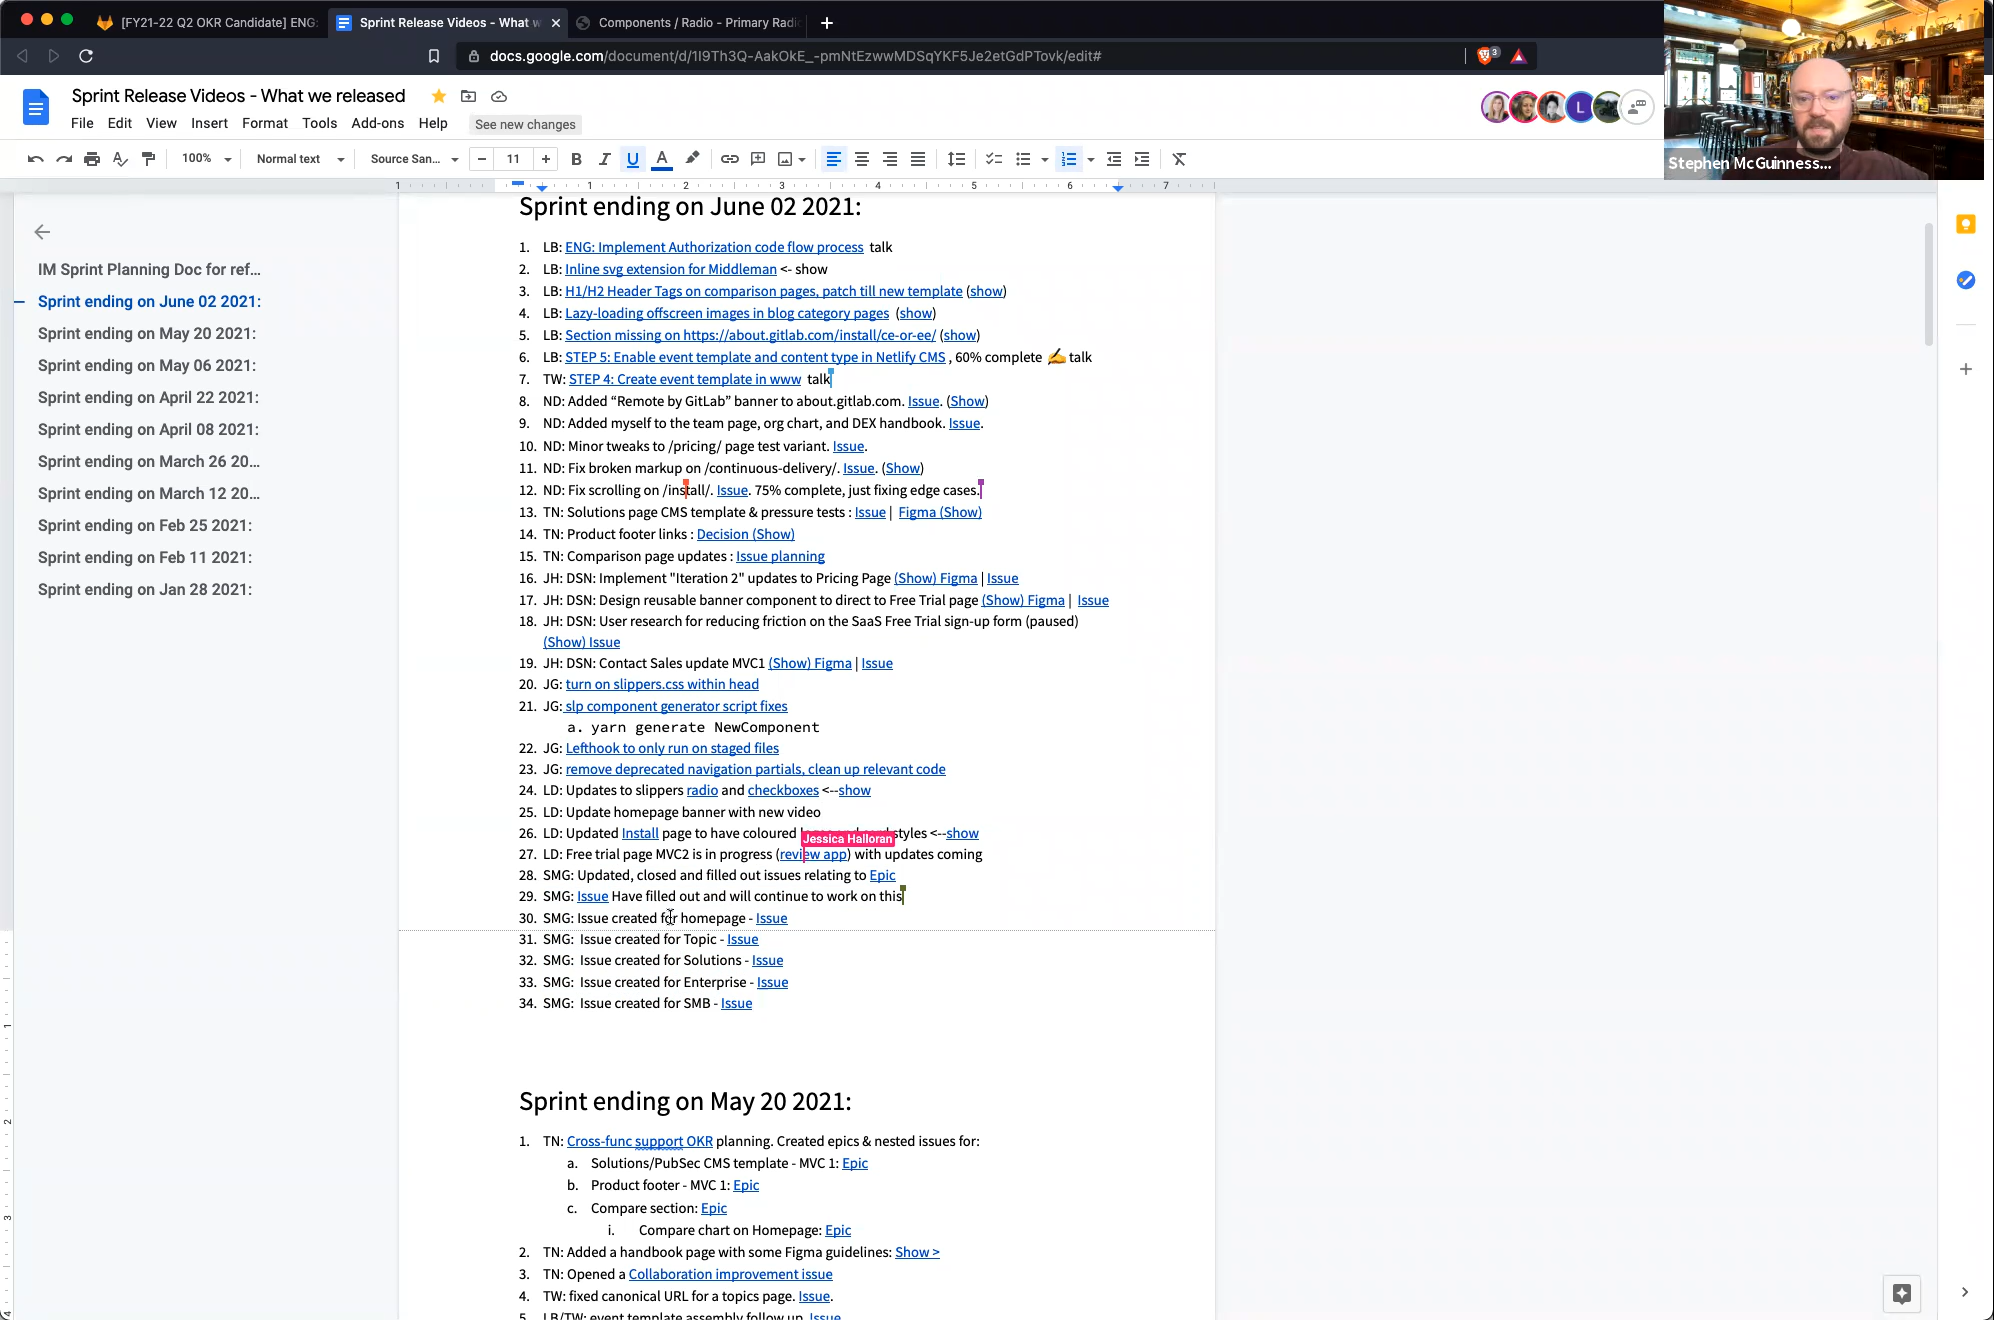 [FY21-22 Q2 OKR Candidate] ENG:
Sprint Release Videos - What w
Components / Radio - Primary Radi
docs.google.com/document/d/1I9Th3Q-AakOkE_-pmNtEzwwMDSqYKF5Je2etGdPTovk/edit#
3
Sprint Release Videos - What we released
File Edit View Insert Format Tools Add-ons Help See new changes
L
Stephen McGuinness...
100% Normal text Source San... 11
1 1 2 3 4 5 6 7
IM Sprint Planning Doc for ref...
Sprint ending on June 02 2021:
Sprint ending on May 20 2021:
Sprint ending on May 06 2021:
Sprint ending on April 22 2021:
Sprint ending on April 08 2021:
Sprint ending on March 26 20...
Sprint ending on March 12 20...
Sprint ending on Feb 25 2021:
Sprint ending on Feb 11 2021:
Sprint ending on Jan 28 2021:
Sprint ending on June 02 2021:
1. LB: ENG: Implement Authorization code flow process talk
2. LB: Inline svg extension for Middleman <- show
3. LB: H1/H2 Header Tags on comparison pages, patch till new template (show)
4. LB: Lazy-loading offscreen images in blog category pages (show)
5. LB: Section missing on https://about.gitlab.com/install/ce-or-ee/ (show)
6. LB: STEP 5: Enable event template and content type in Netlify CMS , 60% complete ✍ talk
7. TW: STEP 4: Create event template in www talk
8. ND: Added “Remote by GitLab” banner to about.gitlab.com. Issue. (Show)
9. ND: Added myself to the team page, org chart, and DEX handbook. Issue.
10. ND: Minor tweaks to /pricing/ page test variant. Issue.
11. ND: Fix broken markup on /continuous-delivery/. Issue. (Show)
12. ND: Fix scrolling on /install/. Issue. 75% complete, just fixing edge cases.
13. TN: Solutions page CMS template & pressure tests : Issue | Figma (Show)
14. TN: Product footer links : Decision (Show)
15. TN: Comparison page updates : Issue planning
16. JH: DSN: Implement "Iteration 2" updates to Pricing Page (Show) Figma | Issue
17. JH: DSN: Design reusable banner component to direct to Free Trial page (Show) Figma | Issue
18. JH: DSN: User research for reducing friction on the SaaS Free Trial sign-up form (paused)
(Show) Issue
19. JH: DSN: Contact Sales update MVC1 (Show) Figma | Issue
20. JG: turn on slippers.css within head
21. JG: slp component generator script fixes
a. yarn generate NewComponent
22. JG: Lefthook to only run on staged files
23. JG: remove deprecated navigation partials, clean up relevant code
24. LD: Updates to slippers radio and checkboxes <--show
25. LD: Update homepage banner with new video
26. LD: Updated Install page to have coloured styles <--show
Jessica Halloran
27. LD: Free trial page MVC2 is in progress (review app) with updates coming
28. SMG: Updated, closed and filled out issues relating to Epic
29. SMG: Issue Have filled out and will continue to work on this
30. SMG: Issue created for homepage - Issue
31. SMG: Issue created for Topic - Issue
32. SMG: Issue created for Solutions - Issue
33. SMG: Issue created for Enterprise - Issue
34. SMG: Issue created for SMB - Issue
Sprint ending on May 20 2021:
1. TN: Cross-func support OKR planning. Created epics & nested issues for:
a. Solutions/PubSec CMS template - MVC 1: Epic
b. Product footer - MVC 1: Epic
c. Compare section: Epic
i. Compare chart on Homepage: Epic
2. TN: Added a handbook page with some Figma guidelines: Show >
3. TN: Opened a Collaboration improvement issue
4. TW: fixed canonical URL for a topics page. Issue.
5. LB/TW: event template assembly follow up. Issue
1
2
3
4